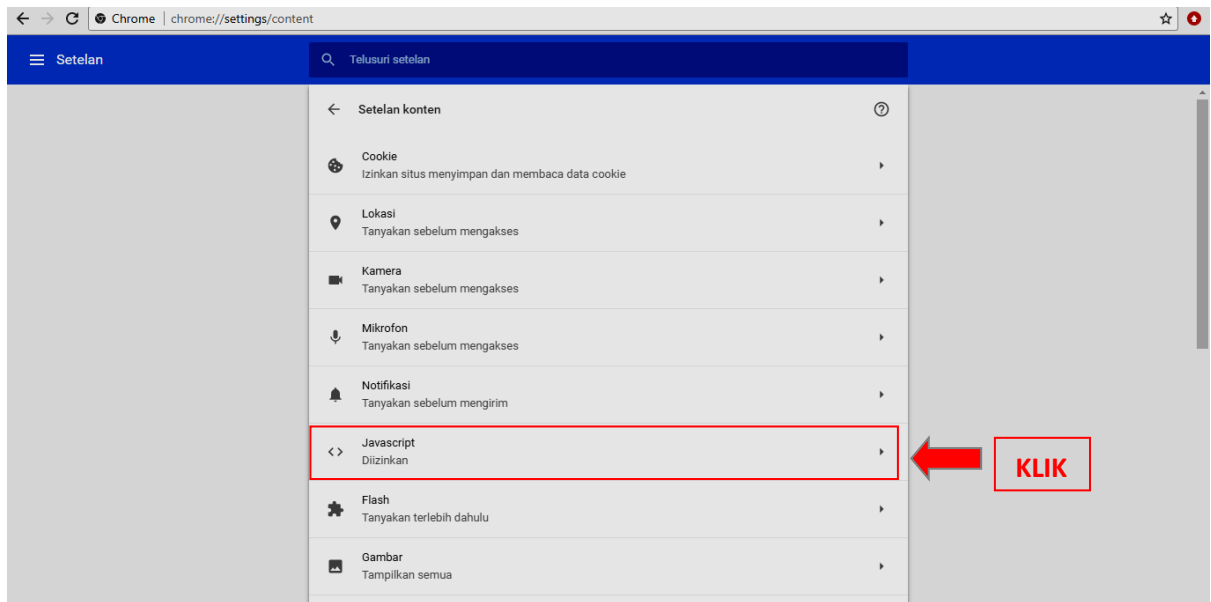 Chrome | chrome://settings/content
Setelan
Telusuri setelan
Setelan konten
Cookie
Izinkan situs menyimpan dan membaca data cookie
Lokasi
Tanyakan sebelum mengakses
Kamera
Tanyakan sebelum mengakses
Mikrofon
Tanyakan sebelum mengakses
Notifikasi
Tanyakan sebelum mengirim
Javascript
Diizinkan
KLIK
Flash
Tanyakan terlebih dahulu
Gambar
Tampilkan semua